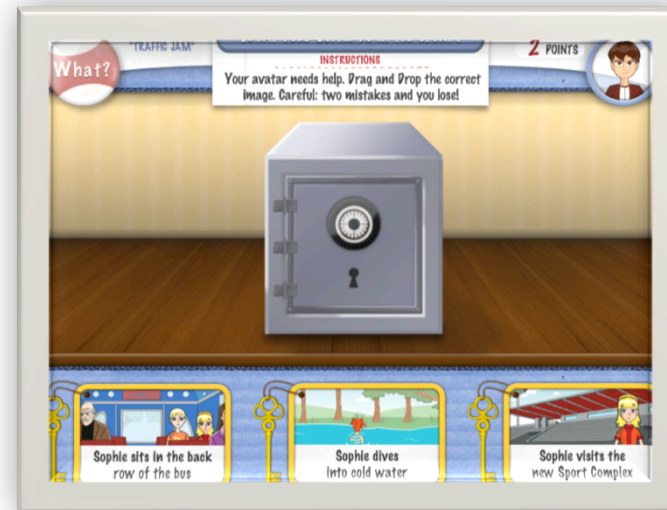 "TRAFFIC JAM"
2 POINTS
What?
INSTRUCTIONS
Your avatar needs help. Drag and Drop the correct
image. Careful: two mistakes and you lose!
Sophie sits in the back
row of the bus
Sophie dives
into cold water
Sophie visits the
new Sport Complex